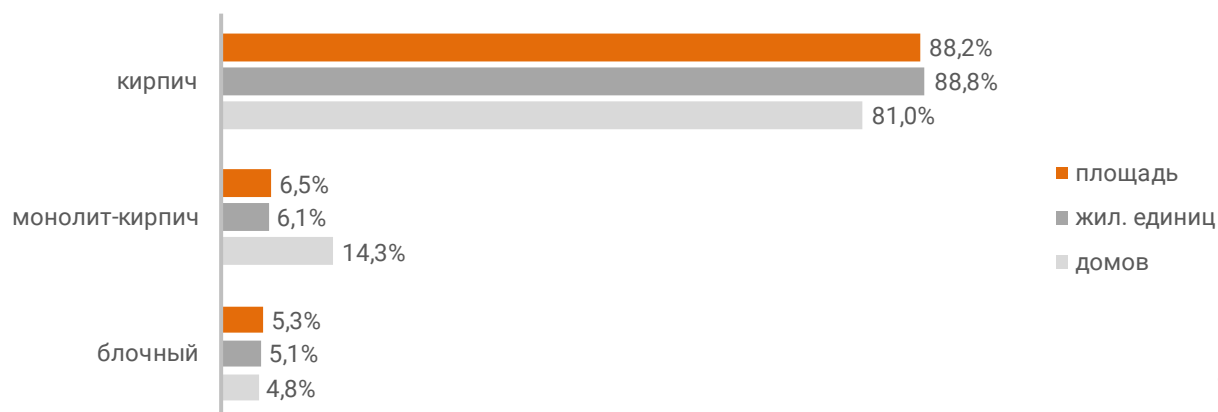 88,2%
кирпич
88,8%
81,0%
6,5%
монолит-кирпич
6,1%
14,3%
5,3%
блочный
5,1%
4,8%
площадь
жил. единиц
домов